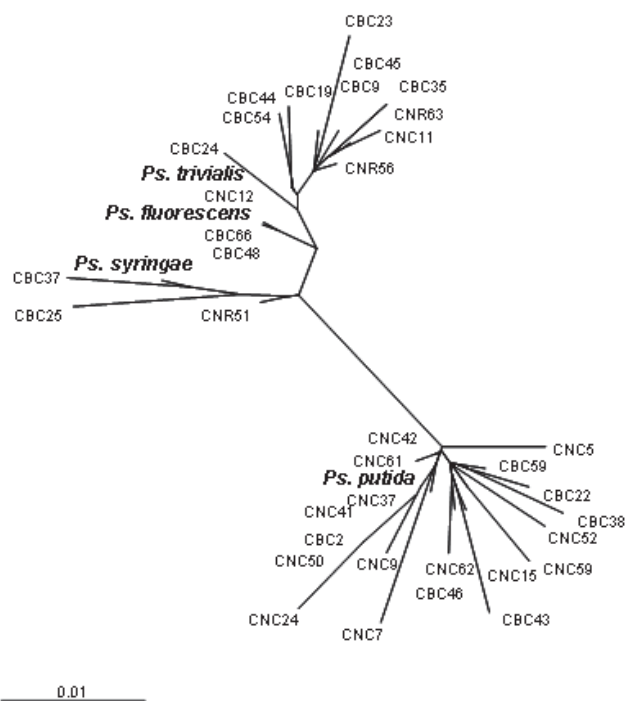 CBC23
CBC45
CBC44 CBC19 CBC9 CBC35
CBC54 CNR63
CNC11
CBC24
Ps. trivialis CNR56
CNC12
Ps. fluorescens
CBC66
CBC48
Ps. syringae
CBC37
CBC25 CNR51
CNC42
CNC5
CNC61 CBC59
Ps. putida
CNC37 CBC22
CNC41 CBC38
CBC2 CNC52
CNC50 CNC9 CNC62 CNC15 CNC59
CBC46
CNC24 CBC43
CNC7
0.01